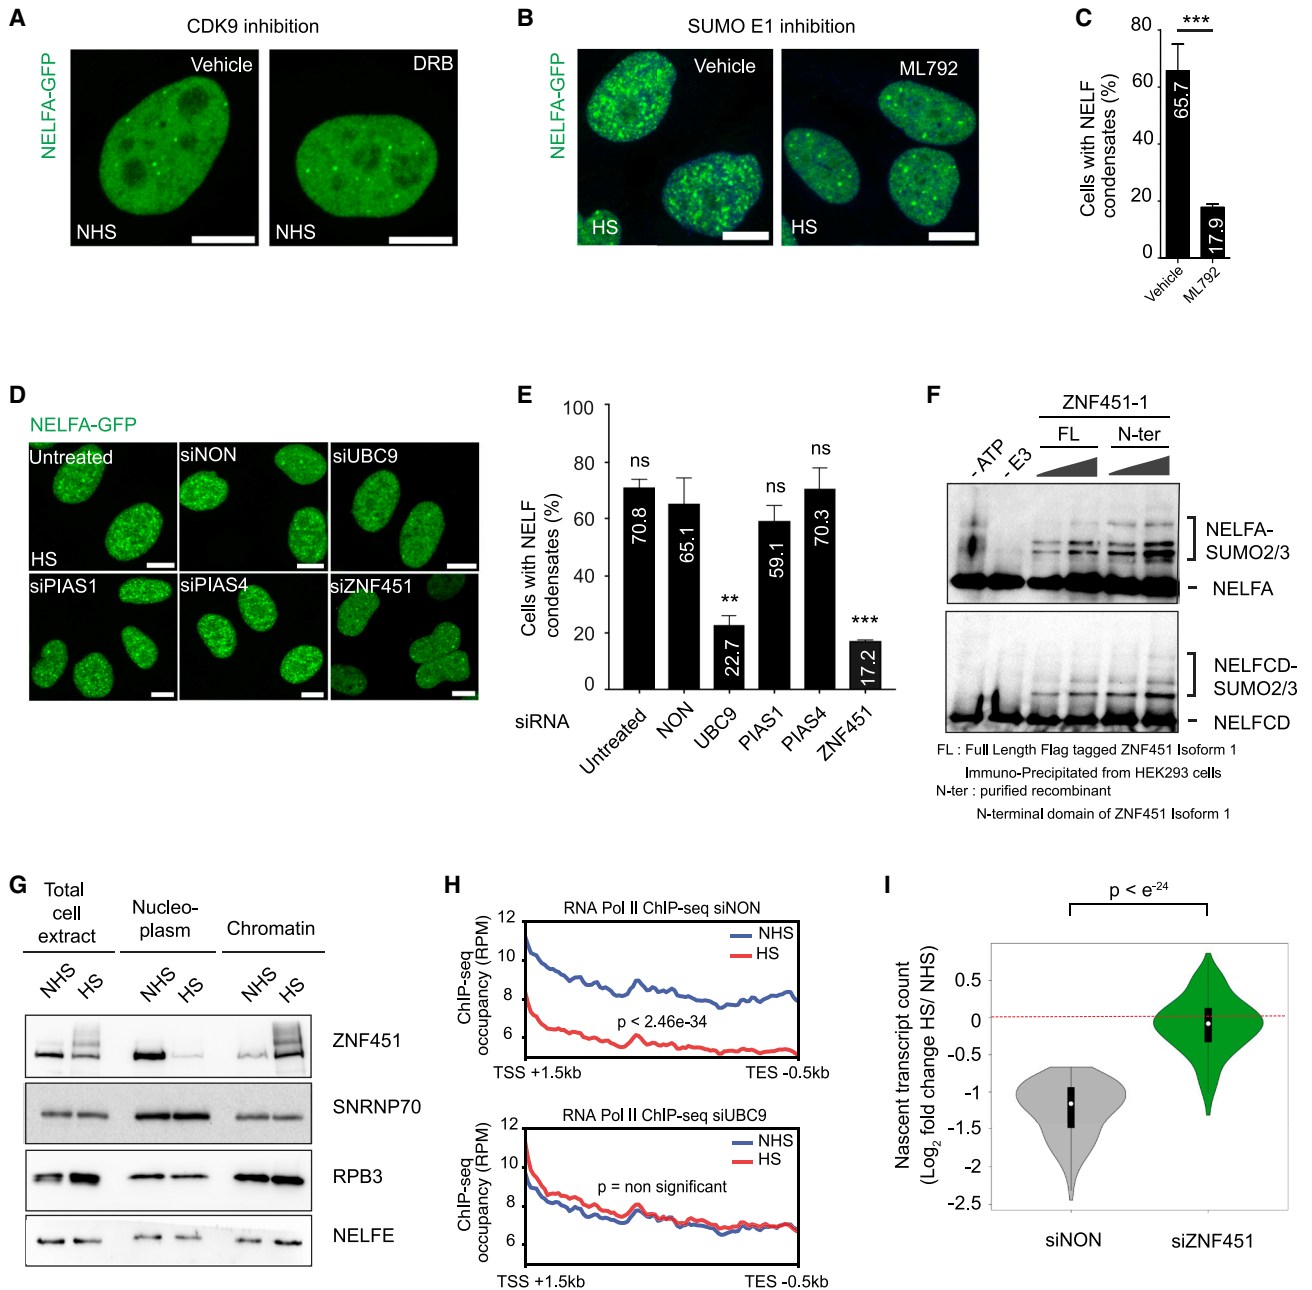 A
CDK9 inhibition
NELFA-GFP
Vehicle
NHS
DRB
NHS
B
SUMO E1 inhibition
NELFA-GFP
Vehicle
HS
ML792
HS
C
***
Cells with NELF
condensates (%)
80
60
40
20
0
65.7
17.9
Vehicle
ML792
D
NELFA-GFP
Untreated
HS
siNON
siUBC9
siPIAS1
siPIAS4
siZNF451
E
Cells with NELF
condensates (%)
100
80
60
40
20
0
ns
70.8
65.1
**
22.7
ns
59.1
ns
70.3
***
17.2
siRNA
Untreated
NON
UBC9
PIAS1
PIAS4
ZNF451
F
ZNF451-1
FL
N-ter
- ATP
- E3
NELFA-
SUMO2/3
NELFA
NELFCD-
SUMO2/3
NELFCD
FL : Full Length Flag tagged ZNF451 Isoform 1
Immuno-Precipitated from HEK293 cells
N-ter : purified recombinant
N-terminal domain of ZNF451 Isoform 1
G
Total
cell
extract
Nucleo-
plasm
Chromatin
NHS
HS
NHS
HS
NHS
HS
ZNF451
SNRNP70
RPB3
NELFE
H
RNA Pol II ChIP-seq siNON
ChIP-seq
occupancy (RPM)
12
10
8
6
NHS
HS
p < 2.46e-34
TSS +1.5kb
TES -0.5kb
RNA Pol II ChIP-seq siUBC9
ChIP-seq
occupancy (RPM)
12
10
8
6
NHS
HS
p = non significant
TSS +1.5kb
TES -0.5kb
I
p < e-24
Nascent transcript count
(Log2 fold change HS/ NHS)
0.5
0
-0.5
-1
-1.5
-2
-2.5
siNON
siZNF451